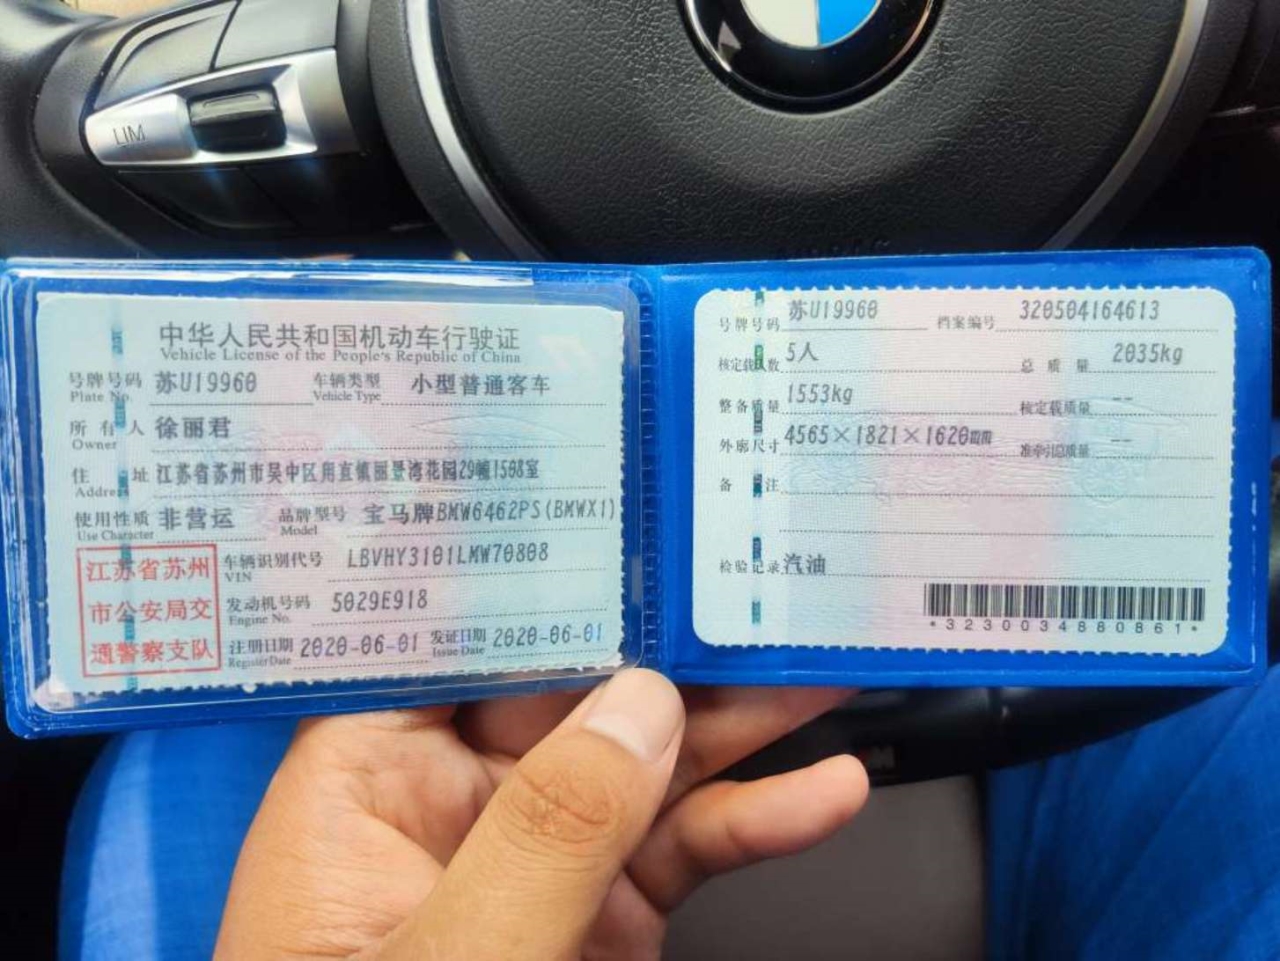 LIM
中华人民共和国机动车行驶证
Vehicle License of the People's Republic of China
号牌号码 苏U19960 车辆类型 小型普通客车
Plate No. Vehicle Type
所有人 徐丽君
Owner
住址 江苏省苏州市吴中区甪直镇丽景湾花园29幢1508室
Address
使用性质 非营运 品牌型号 宝马牌BMW6462PS(BMWX1)
Use Character Model
江苏省苏州
市公安局交
通警察支队
车辆识别代号 LBVHY3101LMW70808
VIN
发动机号码 5029E918
Engine No.
注册日期 2020-06-01 发证日期 2020-06-01
Register Date Issue Date
号牌号码 苏U19960 档案编号 320504164613
核定载人数 5人 总质量 2035kg
整备质量 1553kg 核定载质量 --
外廓尺寸 4565×1821×1620mm 准牵引总质量 --
备注
检验记录 汽油
*3230034880861*